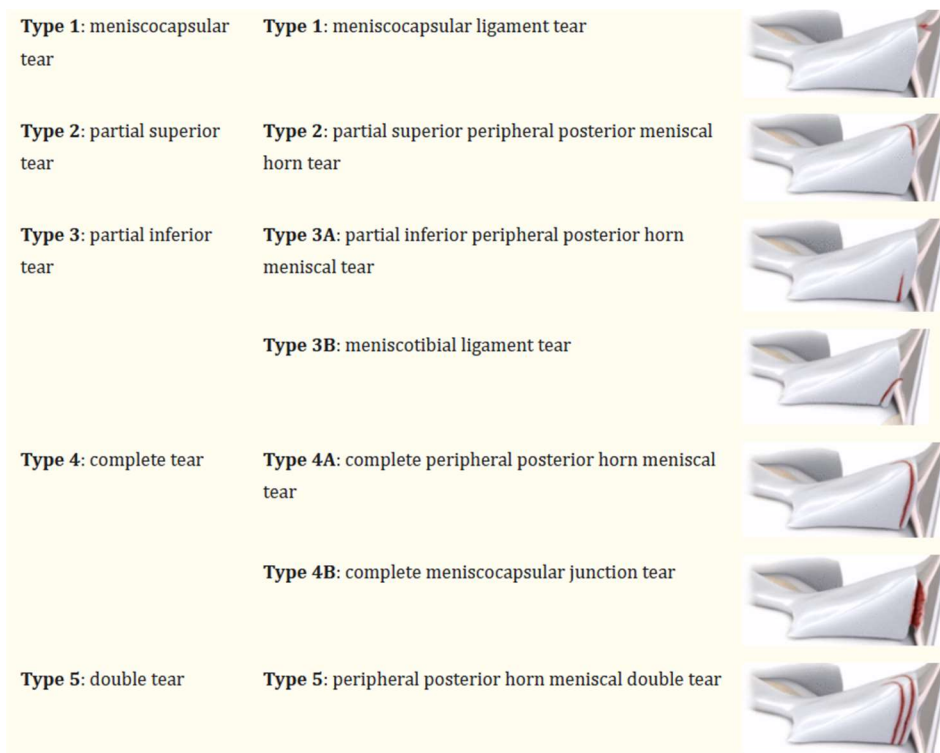 Type 1: meniscocapsular
tear
Type 1: meniscocapsular ligament tear
Type 2: partial superior
tear
Type 2: partial superior peripheral posterior meniscal
horn tear
Type 3: partial inferior
tear
Type 3A: partial inferior peripheral posterior horn
meniscal tear
Type 3B: meniscotibial ligament tear
Type 4: complete tear
Type 4A: complete peripheral posterior horn meniscal
tear
Type 4B: complete meniscocapsular junction tear
Type 5: double tear
Type 5: peripheral posterior horn meniscal double tear